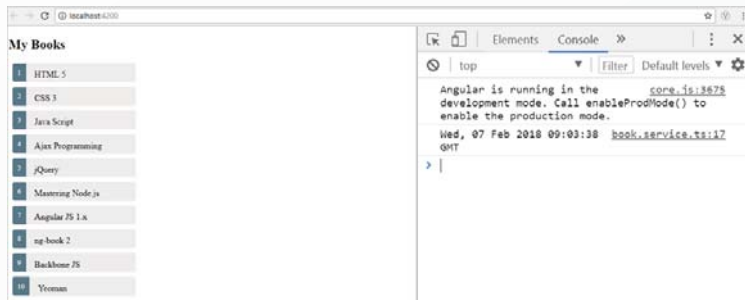 localhost:4200
My Books
1 HTML 5
2 CSS 3
3 Java Script
4 Ajax Programming
5 jQuery
6 Mastering Node.js
7 Angular JS 1.x
8 ng-book 2
9 Backbone JS
10 Yeoman
Elements Console »
top Filter Default levels
Angular is running in the core.js:3675
development mode. Call enableProdMode() to
enable the production mode.
Wed, 07 Feb 2018 09:03:38 book.service.ts:17
GMT